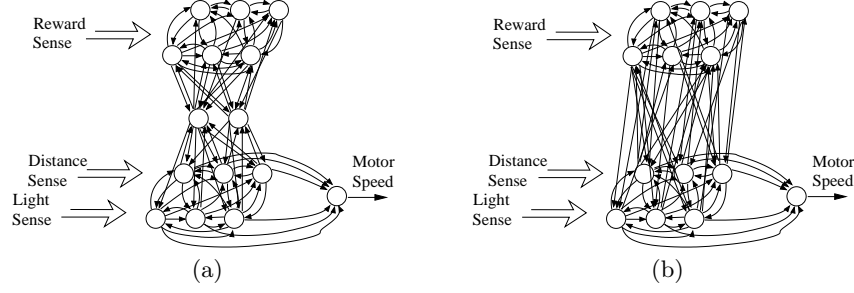 Reward
Sense
Distance
Sense
Light
Sense
Motor
Speed
(a)
Reward
Sense
Distance
Sense
Light
Sense
Motor
Speed
(b)